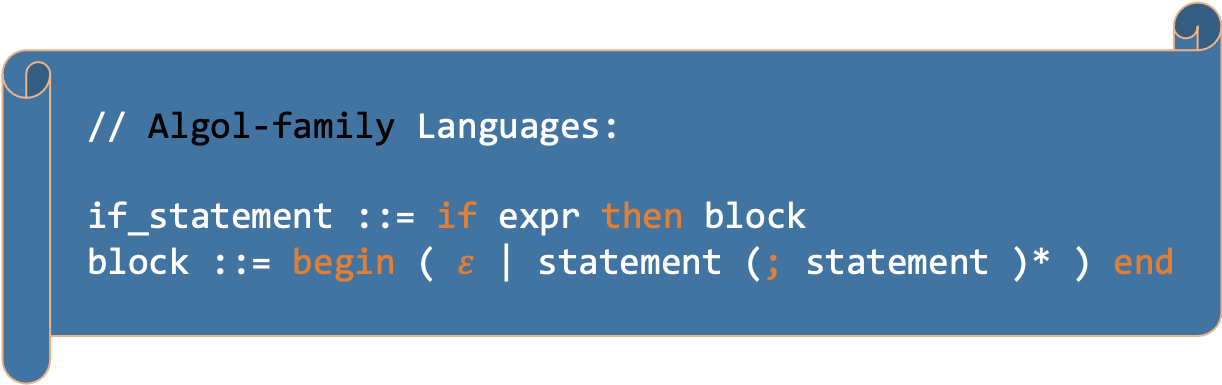 // Algol-family Languages:
if_statement ::= if expr then block
block ::= begin ( ε | statement (; statement )* ) end